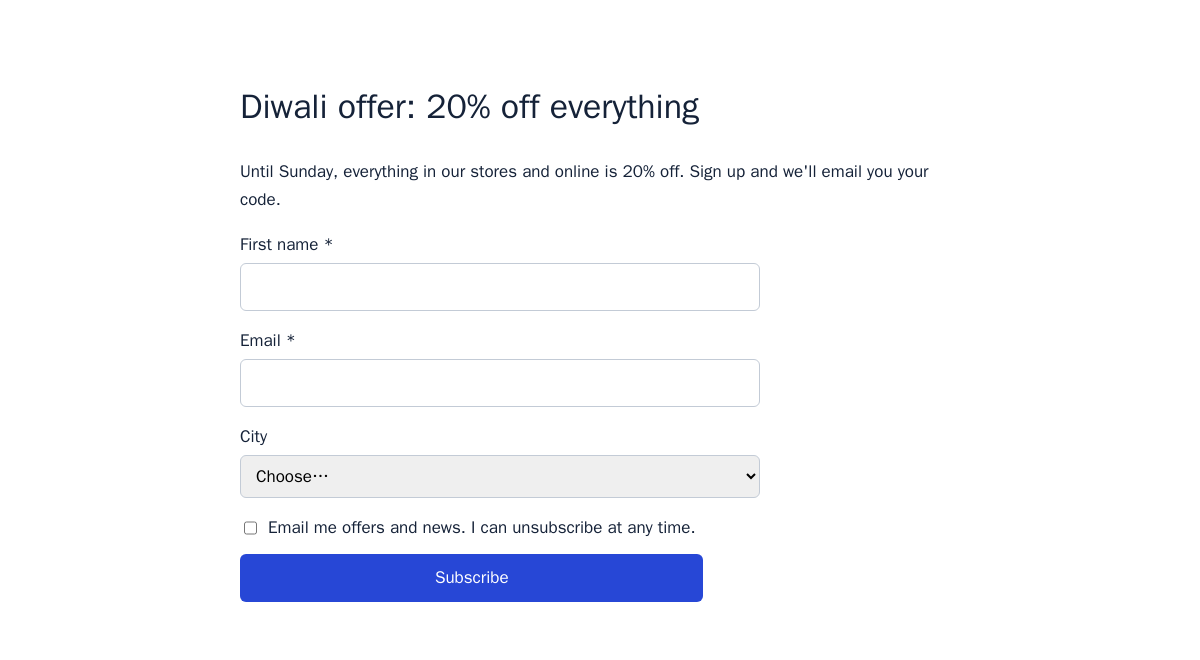 Diwali offer: 20% off everything
Until Sunday, everything in our stores and online is 20% off. Sign up and we'll email you your
code.
First name *
Email *
City
Choose…
Email me offers and news. I can unsubscribe at any time.
Subscribe